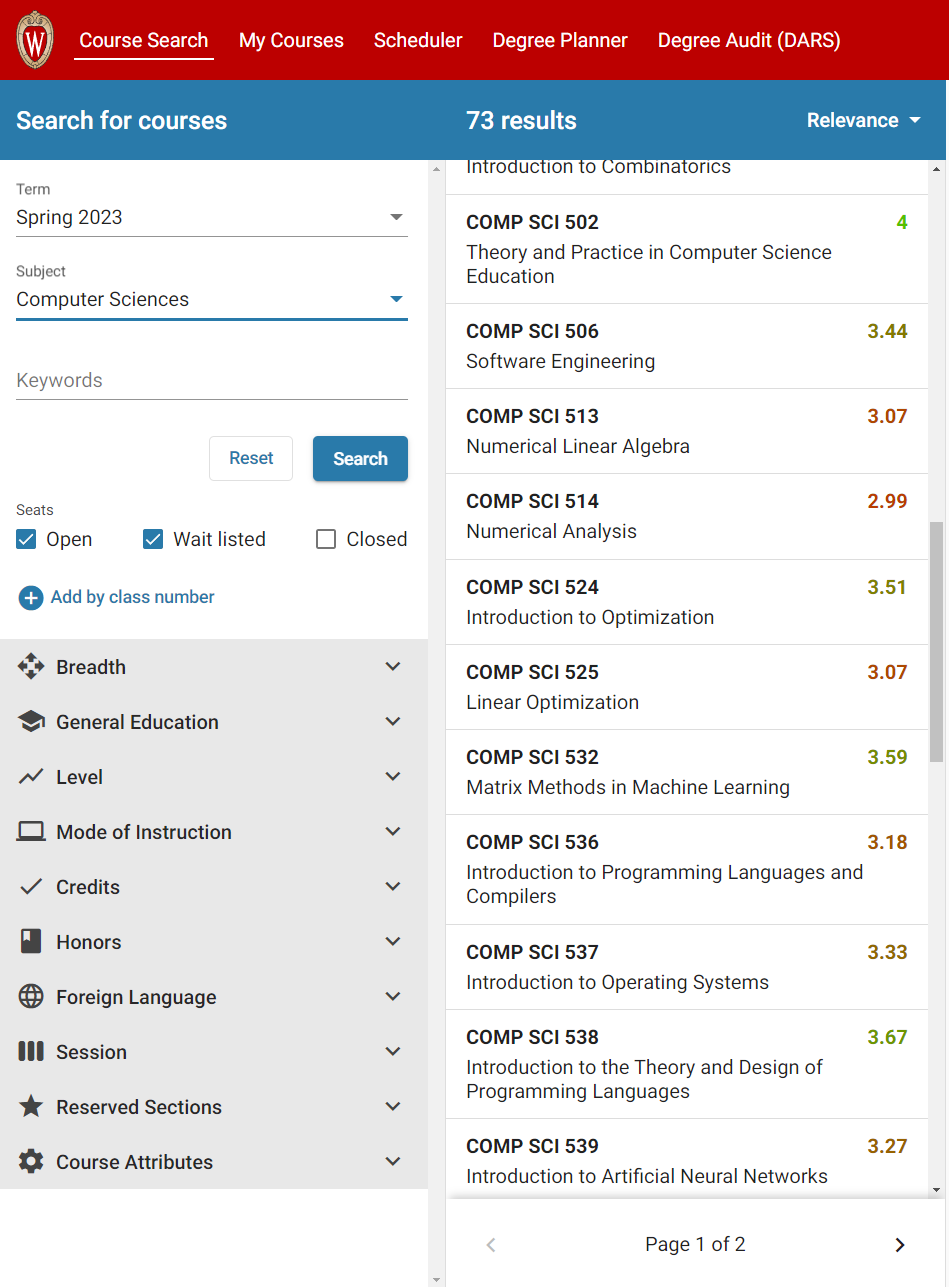 W
Course Search
My Courses
Scheduler
Degree Planner
Degree Audit (DARS)
Search for courses
Term
Spring 2023
Subject
Computer Sciences
Keywords
Reset
Search
Seats
Open
Wait listed
Closed
Add by class number
Breadth
General Education
Level
Mode of Instruction
Credits
Honors
Foreign Language
Session
Reserved Sections
Course Attributes
73 results
Relevance
Introduction to Combinatorics
COMP SCI 502 4
Theory and Practice in Computer Science
Education
COMP SCI 506 3.44
Software Engineering
COMP SCI 513 3.07
Numerical Linear Algebra
COMP SCI 514 2.99
Numerical Analysis
COMP SCI 524 3.51
Introduction to Optimization
COMP SCI 525 3.07
Linear Optimization
COMP SCI 532 3.59
Matrix Methods in Machine Learning
COMP SCI 536 3.18
Introduction to Programming Languages and
Compilers
COMP SCI 537 3.33
Introduction to Operating Systems
COMP SCI 538 3.67
Introduction to the Theory and Design of
Programming Languages
COMP SCI 539 3.27
Introduction to Artificial Neural Networks
Page 1 of 2